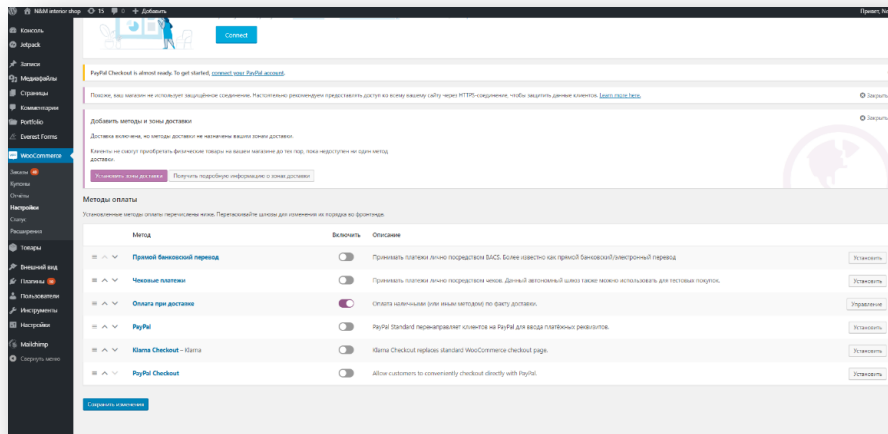 N&M interior shop 15 0 + Добавить Привет, Ne
Консоль
Jetpack
Записи
Медиафайлы
Страницы
Комментарии
Portfolio
Everest Forms
WooCommerce
Заказы
Купоны
Отчёты
Настройки
Статус
Расширения
Товары
Внешний вид
Плагины
Пользователи
Инструменты
Настройки
Mailchimp
Свернуть меню
Connect
PayPal Checkout is almost ready. To get started, connect your PayPal account.
Похоже, ваш магазин не использует защищённое соединение. Настоятельно рекомендуем предоставлять доступ ко всему вашему сайту через HTTPS-соединение, чтобы защитить данные клиентов. Learn more here. Закрыть
Добавить методы и зоны доставки Закрыть
Доставка включена, но методы доставки не назначены вашим зонам доставки.
Клиенты не смогут приобретать физические товары на вашем магазине до тех пор, пока недоступен ни один метод
доставки.
Установить зоны доставки Получить подробную информацию о зонах доставки
Методы оплаты
Установленные методы оплаты перечислены ниже. Перетаскивайте шлюзы для изменения их порядка во фронтэнде.
Метод Включить Описание
Прямой банковский перевод Принимать платежи лично посредством BACS. Более известно как прямой банковский/электронный перевод Установить
Чековые платежи Принимать платежи лично посредством чеков. Данный автономный шлюз также можно использовать для тестовых покупок. Установить
Оплата при доставке Оплата наличными (или иным методом) по факту доставки. Управление
PayPal PayPal Standard перенаправляет клиентов на PayPal для ввода платёжных реквизитов. Установить
Klarna Checkout – Klarna Klarna Checkout replaces standard WooCommerce checkout page. Установить
PayPal Checkout Allow customers to conveniently checkout directly with PayPal. Установить
Сохранить изменения